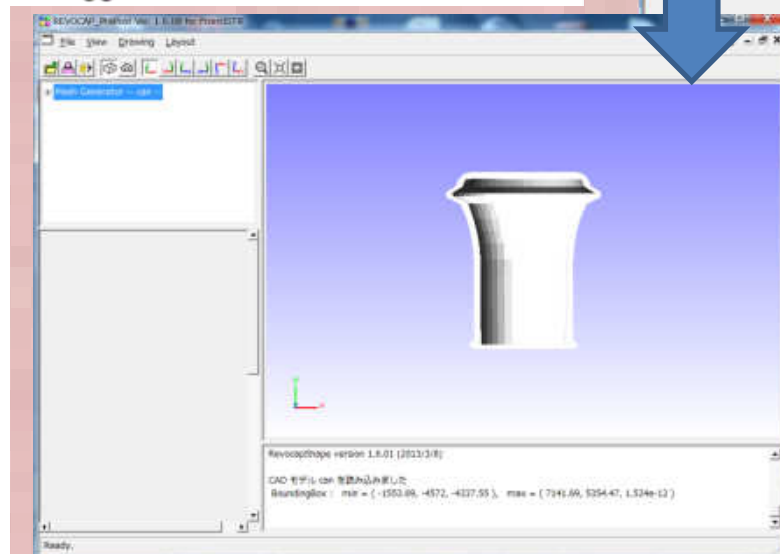 REVOCAP_PrePost Ver. 1.6.08 for FrontISTR
File View Drawing Layout
Mesh Generator -- can --
RevocapShape version 1.6.01 (2013/3/8)
CAD モデル can を読み込みました
BoundingBox : min = ( -1553.69, -4572, -4337.55 ), max = ( 7141.69, 5354.47, 1.524e-12 )
Ready.